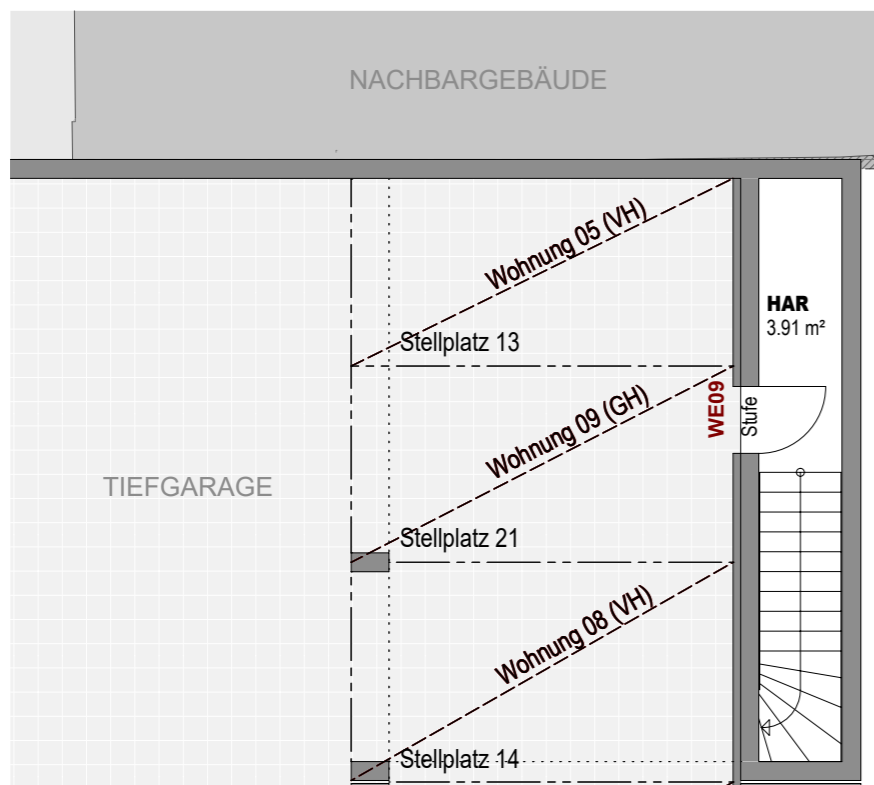 NACHBARGEBÄUDE
Wohnung 05 (VH)
HAR
3.91 m²
Stellplatz 13
Wohnung 09 (GH)
WE09
Stufe
TIEFGARAGE
Stellplatz 21
Wohnung 08 (VH)
Stellplatz 14